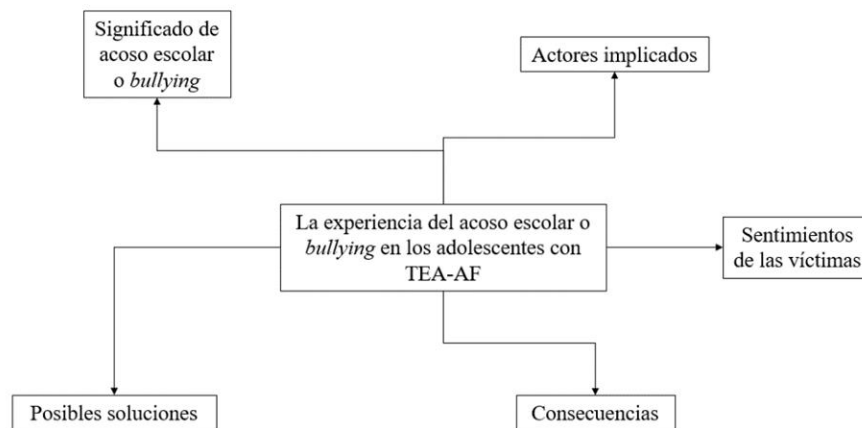 Significado de
acoso escolar
o bullying
Actores implicados
La experiencia del acoso escolar o
bullying en los adolescentes con
TEA-AF
Sentimientos
de las víctimas
Posibles soluciones
Consecuencias